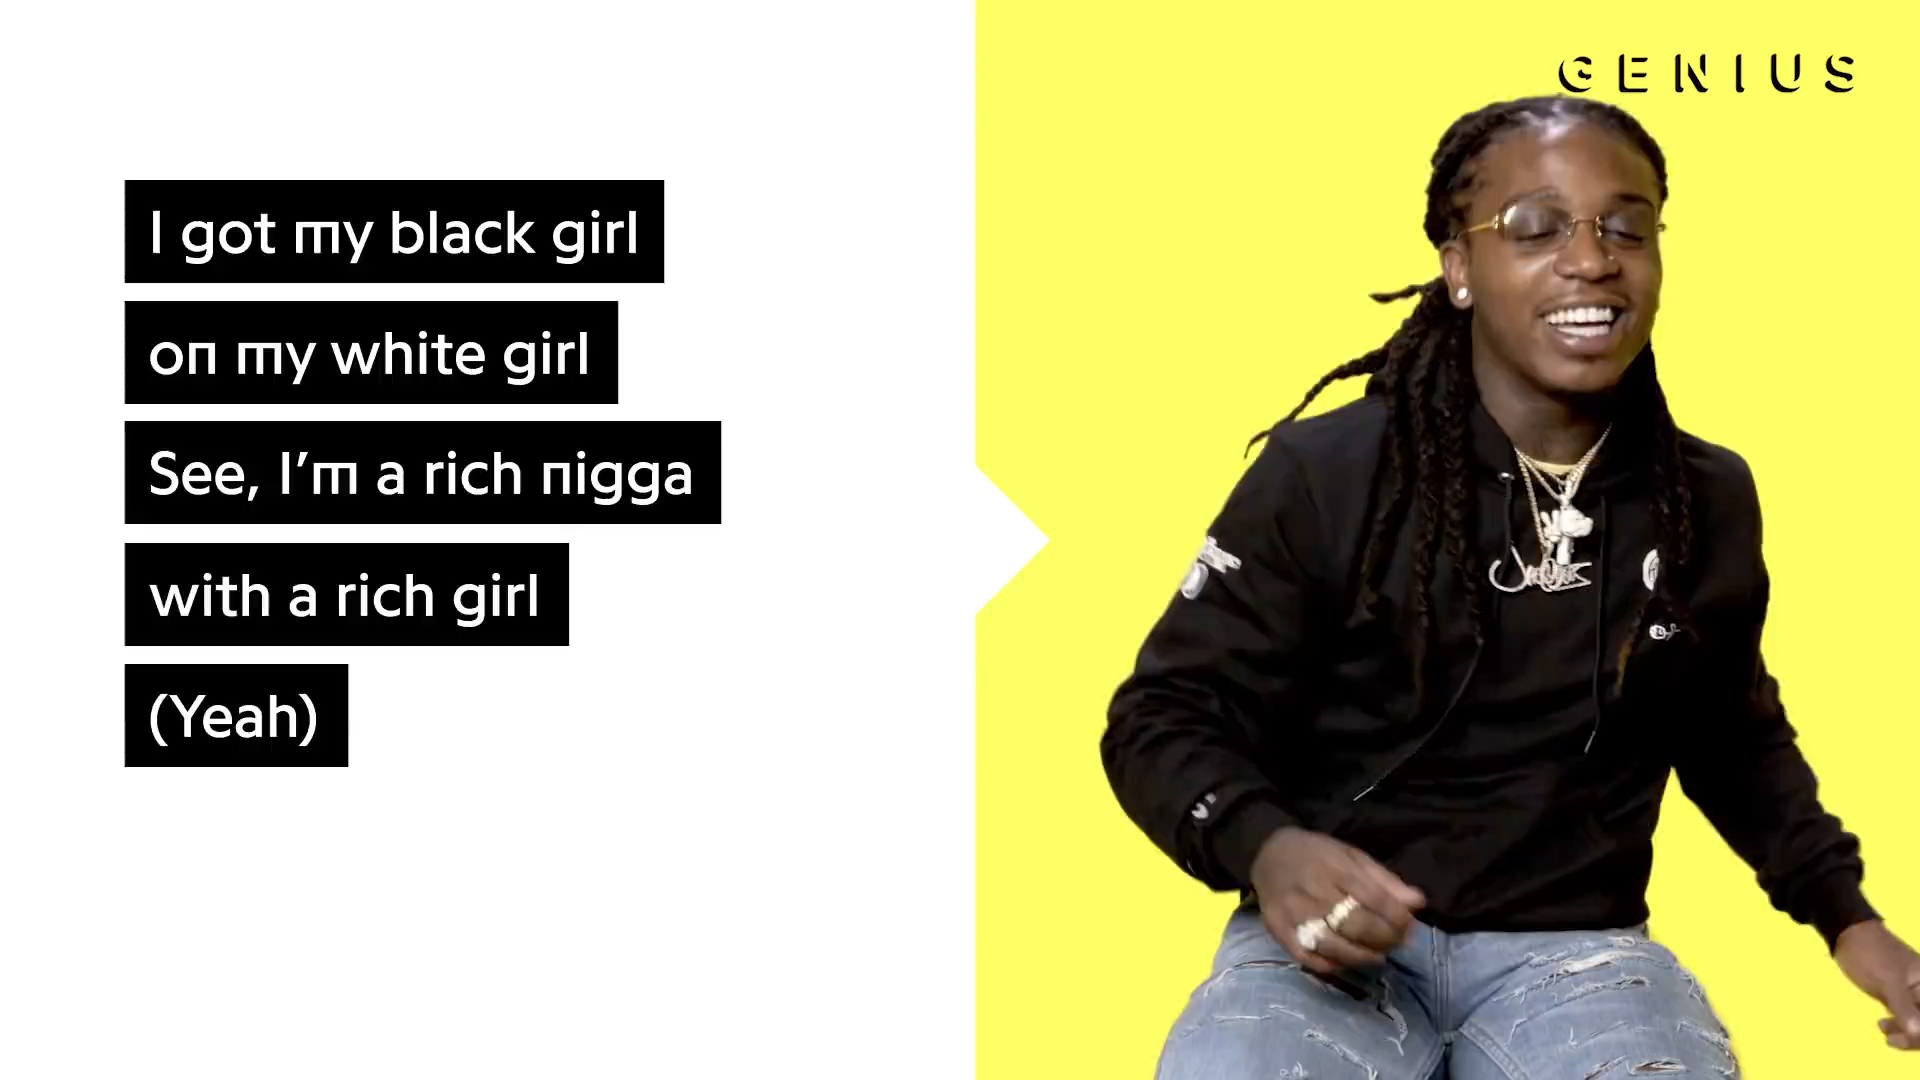 GENIUS
I got my black girl
on my white girl
See, I’m a rich nigga
with a rich girl
(Yeah)